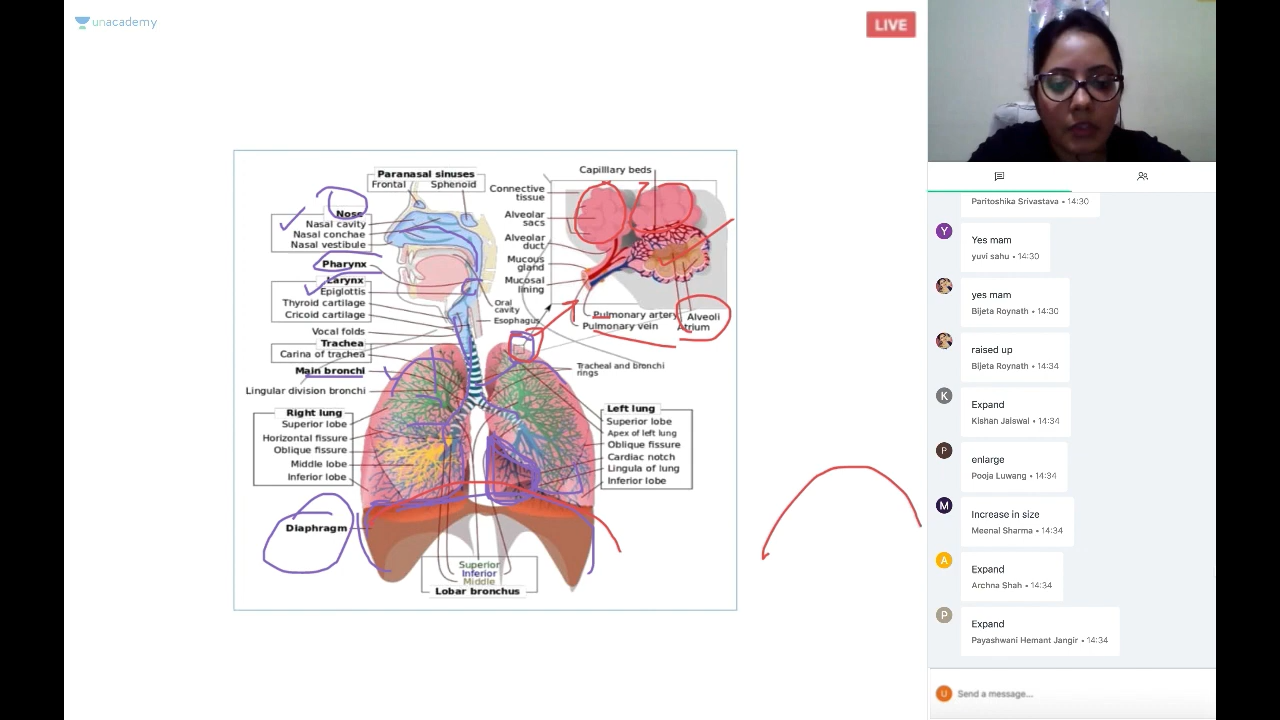 unacademy
LIVE
Paranasal sinuses
Frontal Sphenoid
Nose
Nasal cavity
Nasal conchae
Nasal vestibule
Pharynx
Larynx
Epiglottis
Thyroid cartilage
Cricoid cartilage
Vocal folds
Trachea
Carina of trachea
Main bronchi
Lingular division bronchi
Right lung
Superior lobe
Horizontal fissure
Oblique fissure
Middle lobe
Inferior lobe
Diaphragm
Capilllary beds
Connective
tissue
Alveolar
sacs
Alveolar
duct
Mucous
gland
Mucosal
lining
Oral
cavity
Esophagus
Pulmonary artery
Pulmonary vein
Alveoli
Atrium
Tracheal and bronchi
rings
Left lung
Superior lobe
Apex of left lung
Oblique fissure
Cardiac notch
Lingula of lung
Inferior lobe
Superior
Inferior
Middle
Lobar bronchus
Paritoshika Srivastava • 14:30
Y
Yes mam
yuvi sahu • 14:30
yes mam
Bijeta Roynath • 14:30
raised up
Bijeta Roynath • 14:34
K
Expand
Kishan Jaiswal • 14:34
P
enlarge
Pooja Luwang • 14:34
M
Increase in size
Meenal Sharma • 14:34
A
Expand
Archna Shah • 14:34
P
Expand
Payashwani Hemant Jangir • 14:34
U
Send a message...